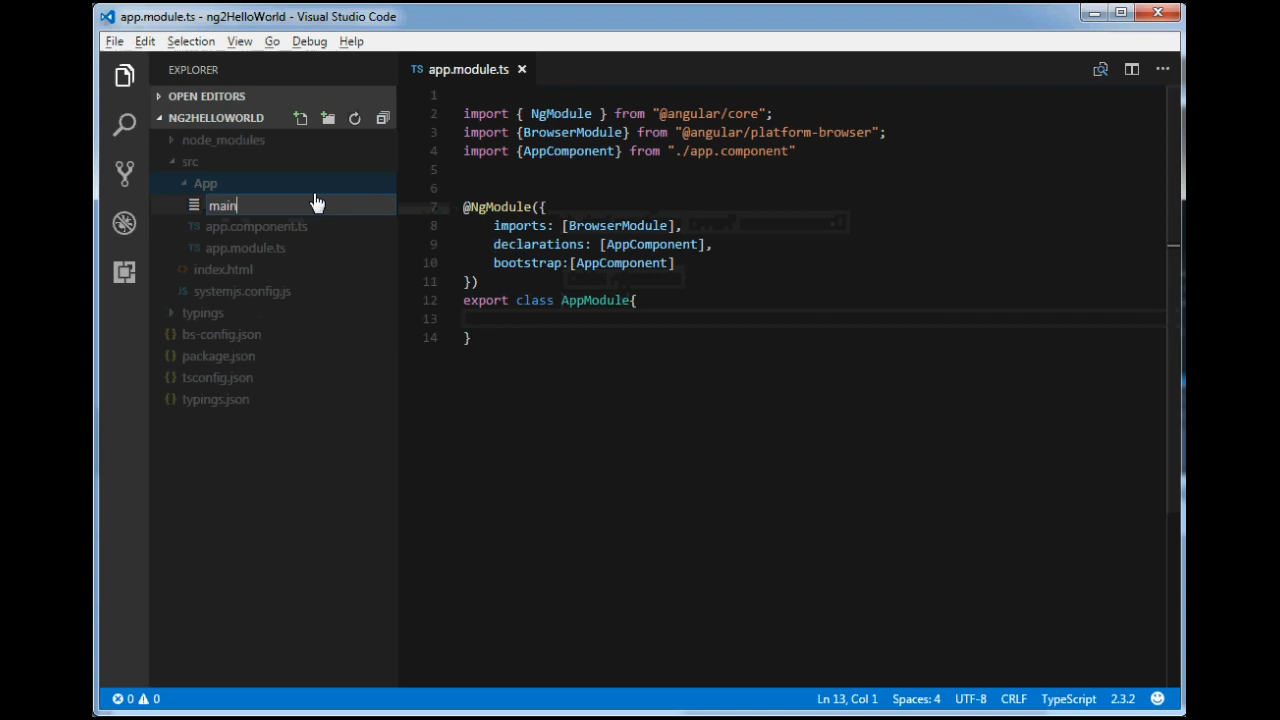 app.module.ts - ng2HelloWorld - Visual Studio Code
File Edit Selection View Go Debug Help
EXPLORER
OPEN EDITORS
NG2HELLOWORLD
node_modules
src
App
main
app.component.ts
app.module.ts
index.html
systemjs.config.js
typings
bs-config.json
package.json
tsconfig.json
typings.json
TS app.module.ts
1
2 import { NgModule } from "@angular/core";
3 import {BrowserModule} from "@angular/platform-browser";
4 import {AppComponent} from "./app.component"
5
6
7 @NgModule({
8 imports: [BrowserModule],
9 declarations: [AppComponent],
10 bootstrap:[AppComponent]
11 })
12 export class AppModule{
13
14 }
0 0 Ln 13, Col 1 Spaces: 4 UTF-8 CRLF TypeScript 2.3.2